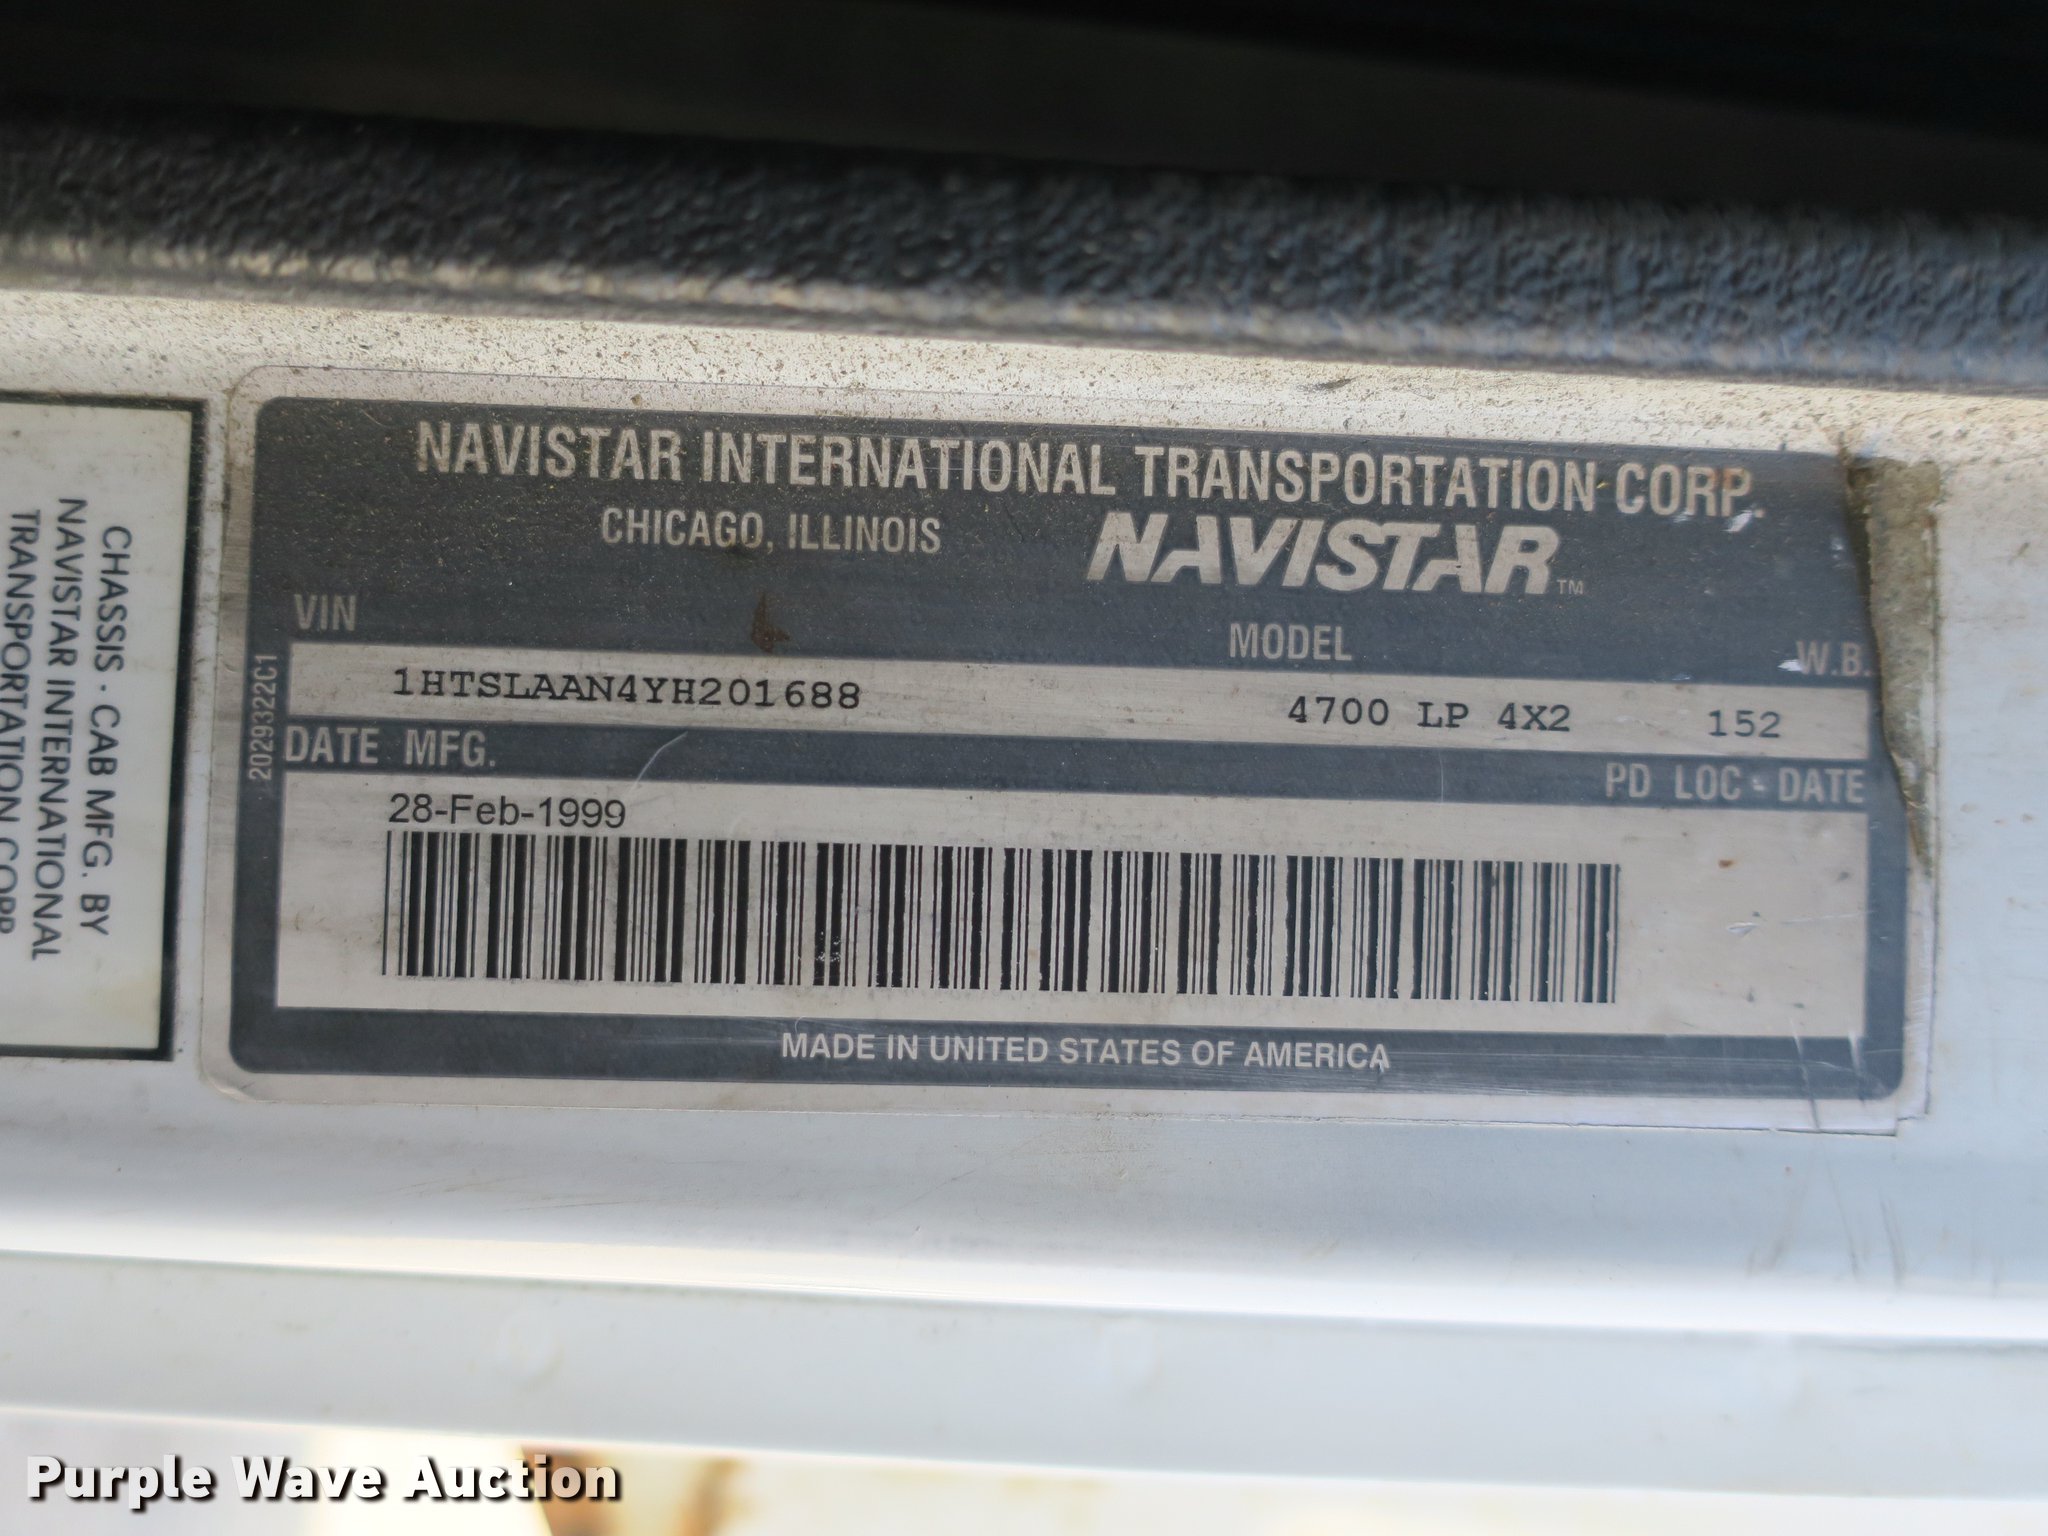 NAVISTAR INTERNATIONAL TRANSPORTATION CORP.
CHICAGO, ILLINOIS
NAVISTAR™
VIN
MODEL
W.B.
1HTSLAAN4YH201688
4700 LP 4X2
152
DATE MFG.
PD LOC - DATE
28-Feb-1999
MADE IN UNITED STATES OF AMERICA
2029322C1
CHASSIS - CAB MFG. BY
NAVISTAR INTERNATIONAL
TRANSPORTATION CORP
Purple Wave Auction